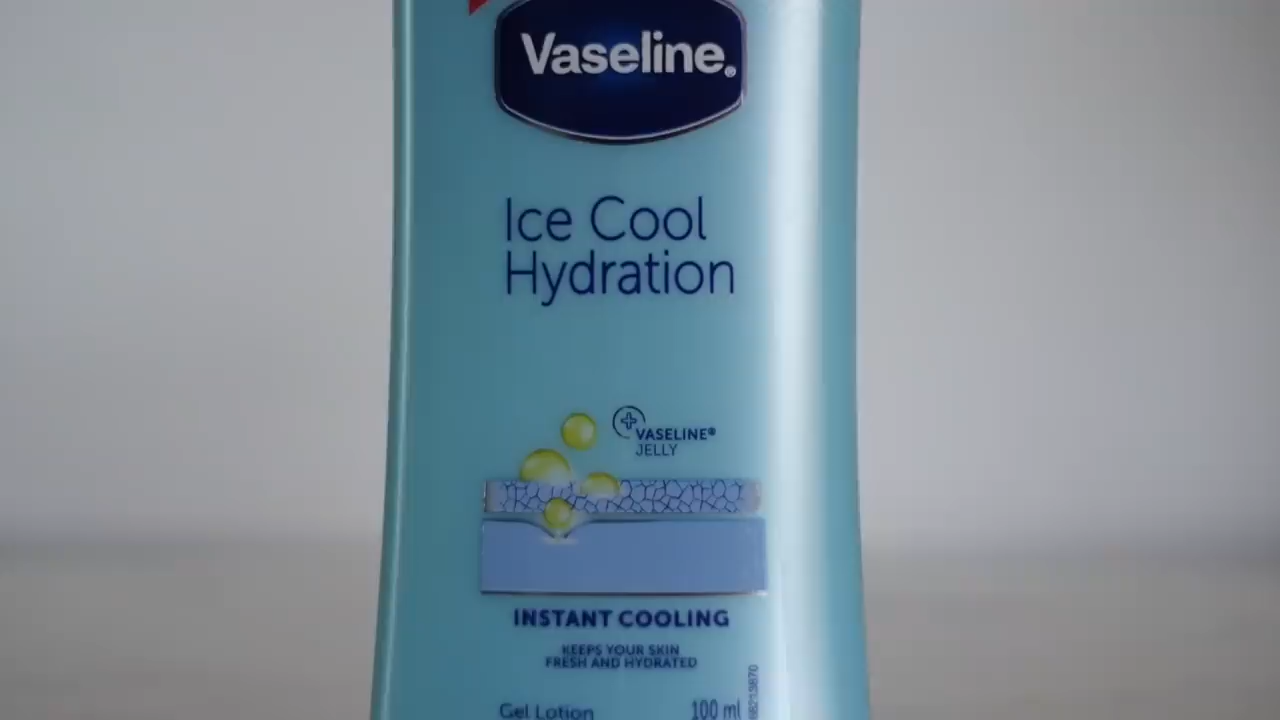 Vaseline®
Ice Cool
Hydration
VASELINE®
JELLY
INSTANT COOLING
KEEPS YOUR SKIN
FRESH AND HYDRATED
Gel Lotion 100 ml